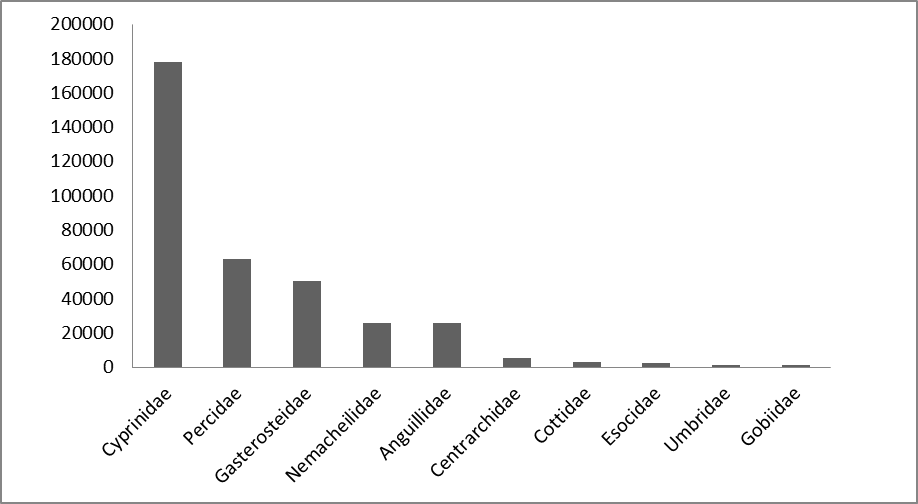 200000
180000
160000
140000
120000
100000
80000
60000
40000
20000
0
Cyprinidae
Percidae
Gasterosteidae
Nemacheilidae
Anguillidae
Centrarchidae
Cottidae
Esocidae
Umbridae
Gobiidae